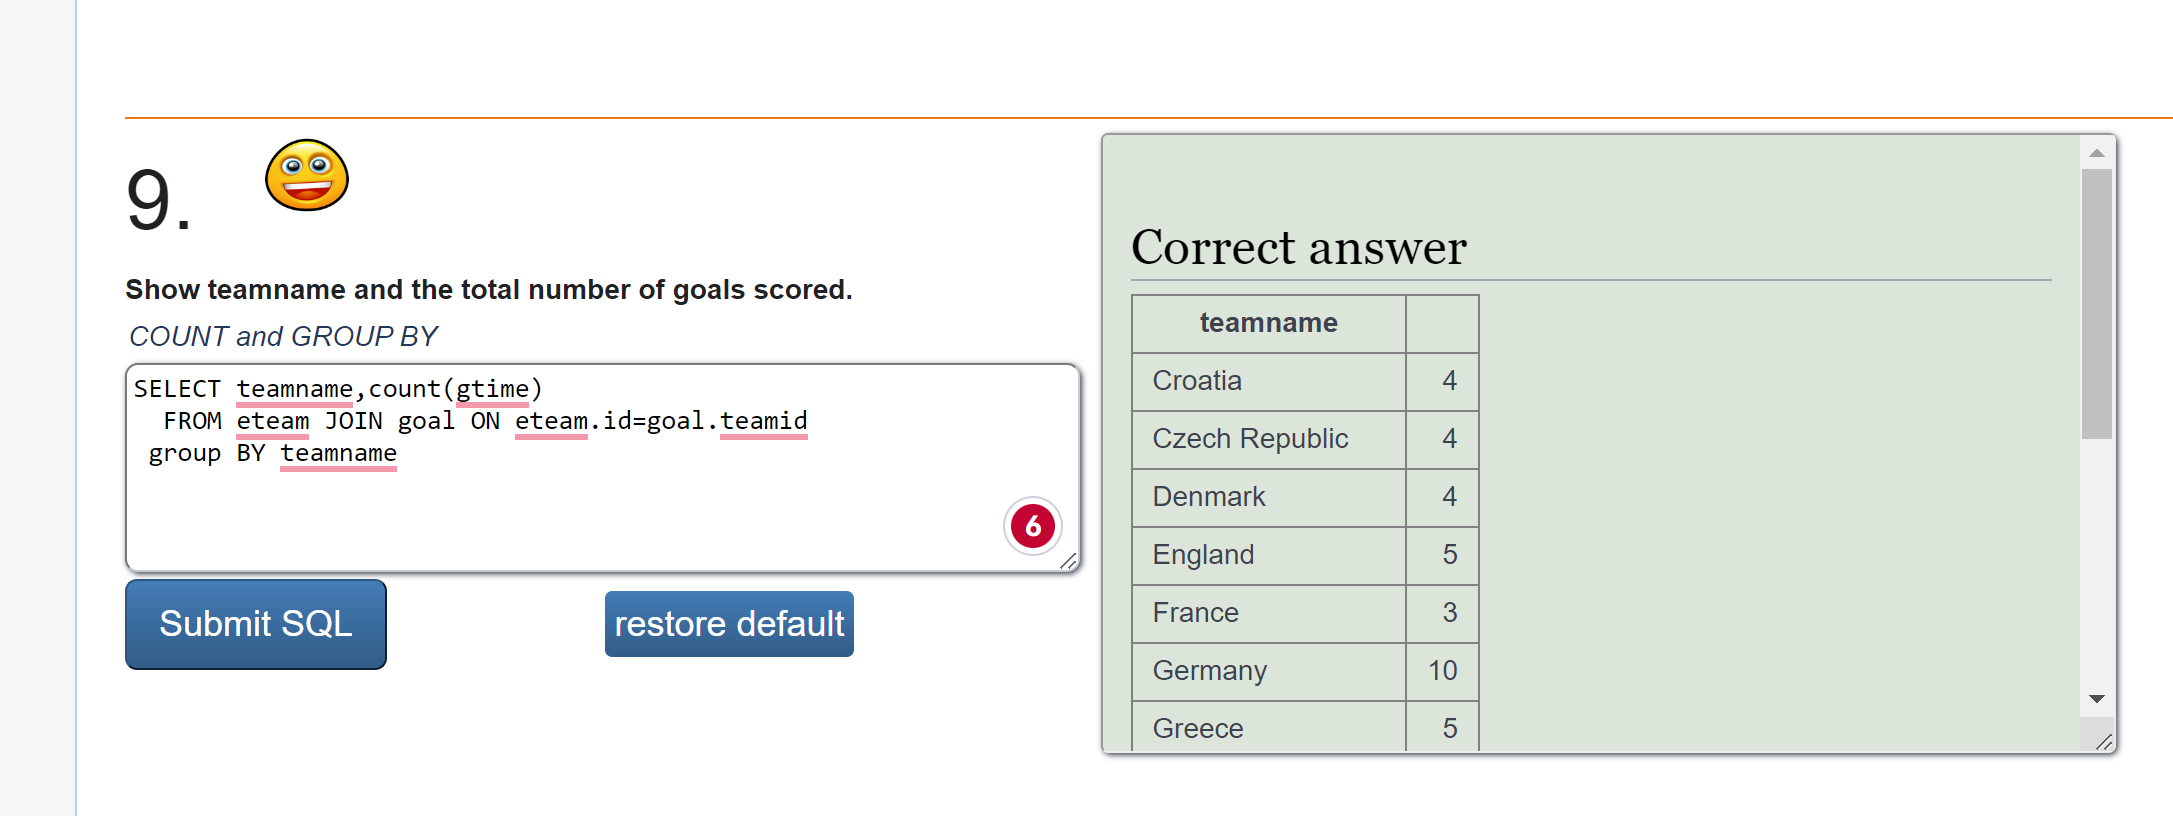 9.
Show teamname and the total number of goals scored.
COUNT and GROUP BY
SELECT teamname,count(gtime)
FROM eteam JOIN goal ON eteam.id=goal.teamid
group BY teamname
6
Submit SQL
restore default
Correct answer
teamname
Croatia 4
Czech Republic 4
Denmark 4
England 5
France 3
Germany 10
Greece 5